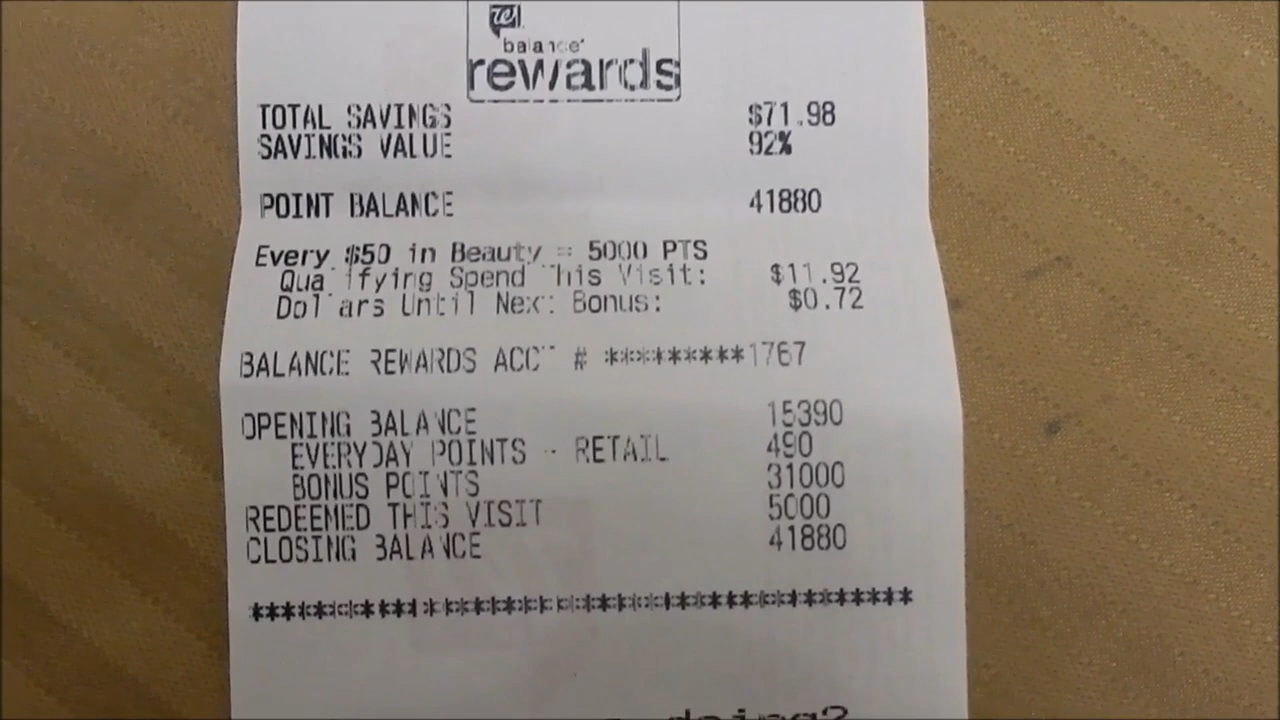 balance
rewards
TOTAL SAVINGS $71.98
SAVINGS VALUE 92%
POINT BALANCE 41880
Every $50 in Beauty = 5000 PTS
Qualifying Spend This Visit: $11.92
Dollars Until Next Bonus: $0.72
BALANCE REWARDS ACCT # *********1767
OPENING BALANCE 15390
EVERYDAY POINTS - RETAIL 490
BONUS POINTS 31000
REDEEMED THIS VISIT 5000
CLOSING BALANCE 41880
*******************************************
doing?